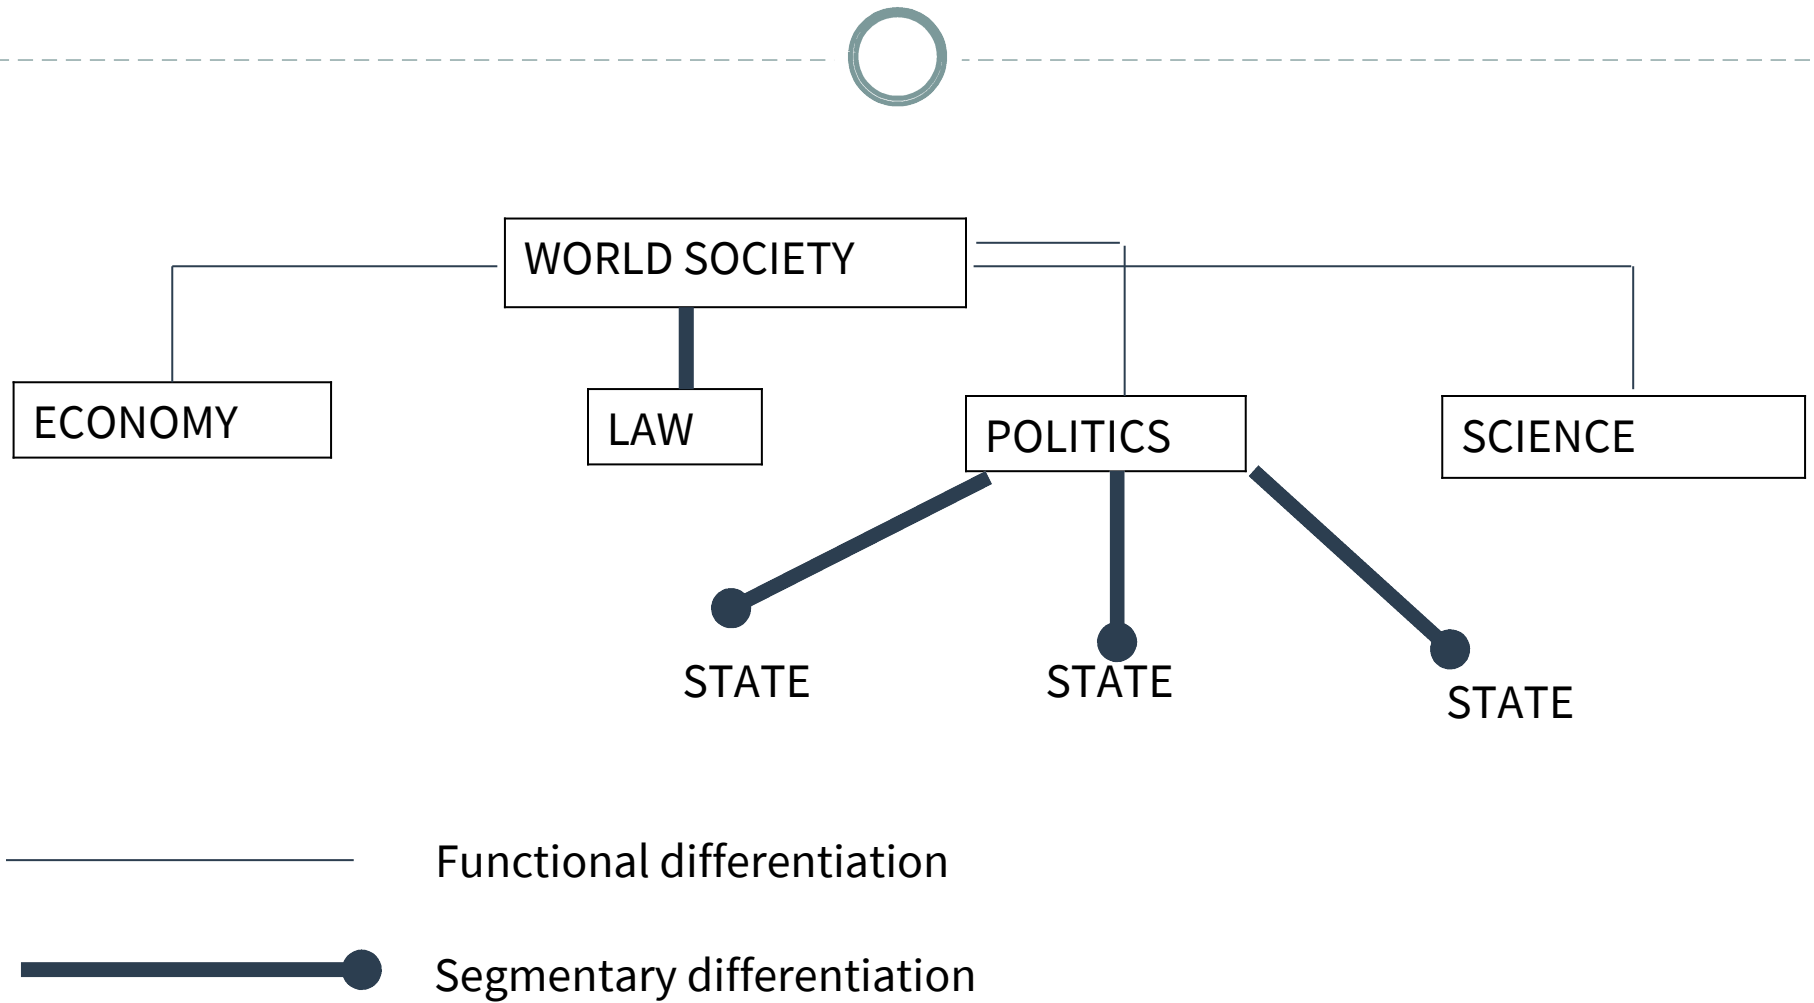 WORLD SOCIETY
ECONOMY
LAW
POLITICS
SCIENCE
STATE
STATE
STATE
Functional differentiation
Segmentary differentiation